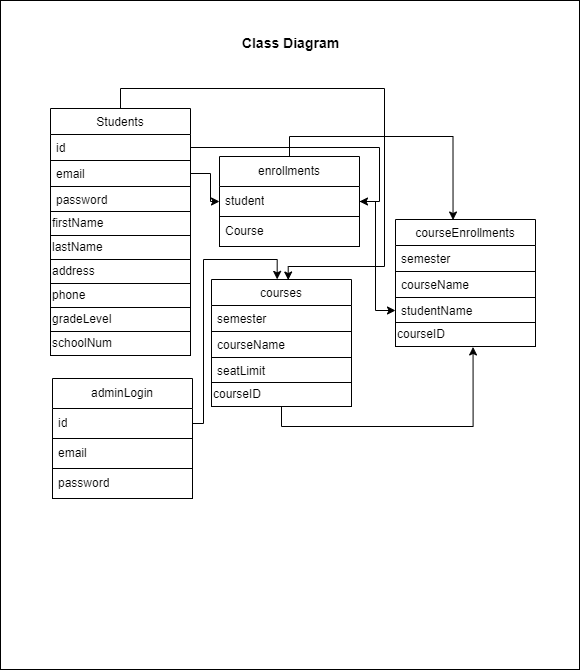 Class Diagram
Students
id
email
password
firstName
lastName
address
phone
gradeLevel
schoolNum
enrollments
student
Course
courseEnrollments
semester
courseName
studentName
courseID
courses
semester
courseName
seatLimit
courseID
adminLogin
id
email
password